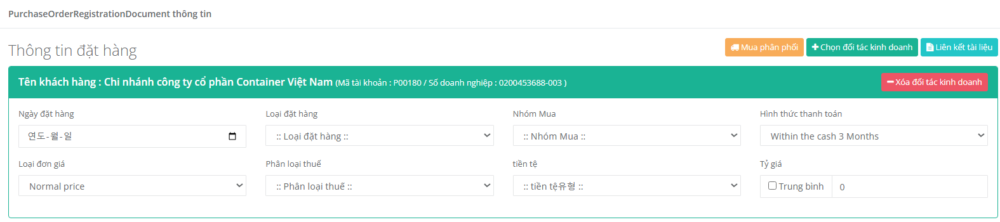 PurchaseOrderRegistrationDocument thông tin
Thông tin đặt hàng
Mua phân phối
Chọn đối tác kinh doanh
Liên kết tài liệu
Tên khách hàng : Chi nhánh công ty cổ phần Container Việt Nam (Mã tài khoản : P00180 / Số doanh nghiệp : 0200453688-003 )
Xóa đối tác kinh doanh
Ngày đặt hàng
Loại đặt hàng
Nhóm Mua
Hình thức thanh toán
연도-월-일
:: Loại đặt hàng ::
:: Nhóm Mua ::
Within the cash 3 Months
Loại đơn giá
Phân loại thuế
tiền tệ
Tỷ giá
Normal price
:: Phân loại thuế ::
:: tiền tệ유형 ::
Trung bình
0